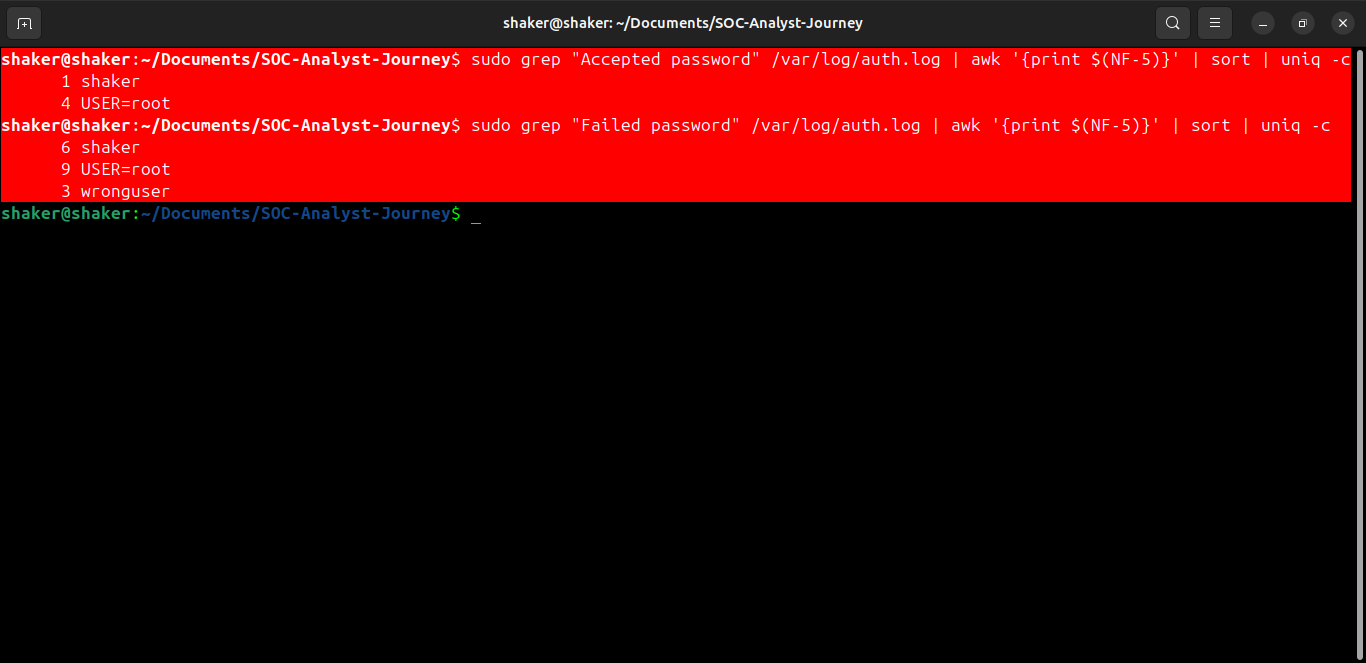 shaker@shaker: ~/Documents/SOC-Analyst-Journey
shaker@shaker:~/Documents/SOC-Analyst-Journey$ sudo grep "Accepted password" /var/log/auth.log | awk '{print $(NF-5)}' | sort | uniq -c
1 shaker
4 USER=root
shaker@shaker:~/Documents/SOC-Analyst-Journey$ sudo grep "Failed password" /var/log/auth.log | awk '{print $(NF-5)}' | sort | uniq -c
6 shaker
9 USER=root
3 wronguser
shaker@shaker:~/Documents/SOC-Analyst-Journey$ _